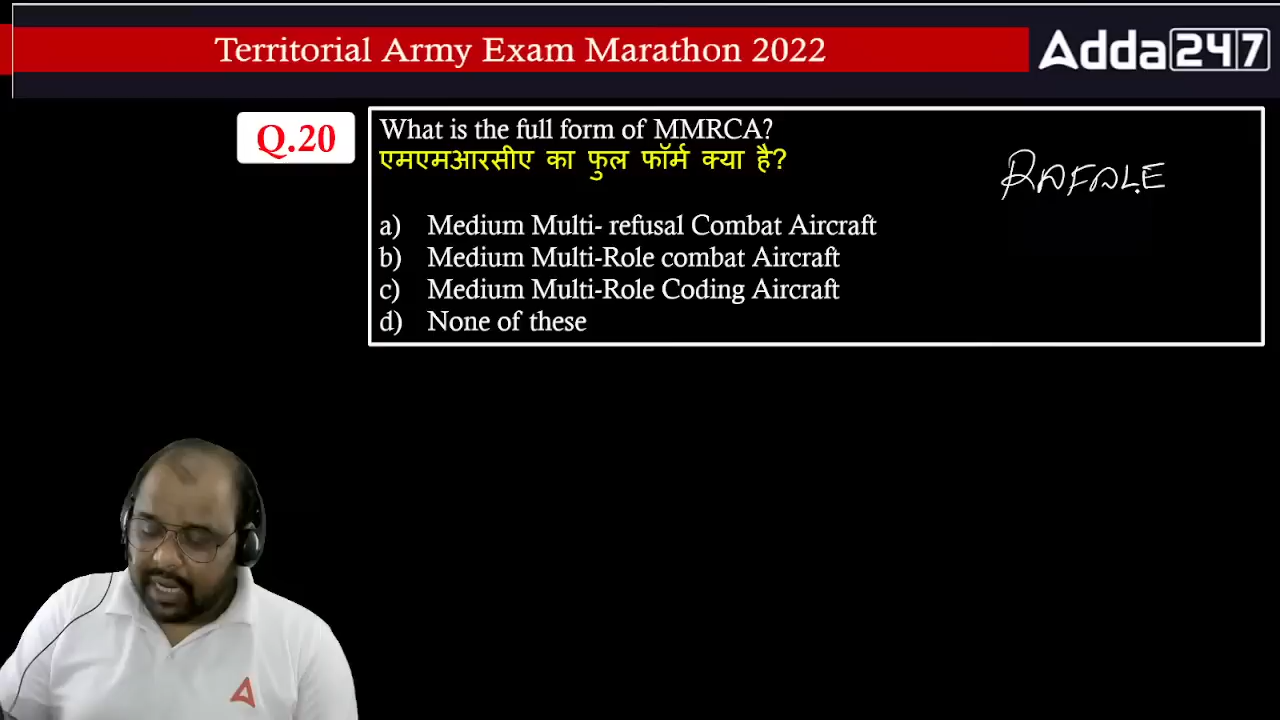 Territorial Army Exam Marathon 2022
Adda247
Q.20
What is the full form of MMRCA?
एमएमआरसीए का फुल फॉर्म क्या है?
RAFALE
a) Medium Multi- refusal Combat Aircraft
b) Medium Multi-Role combat Aircraft
c) Medium Multi-Role Coding Aircraft
d) None of these